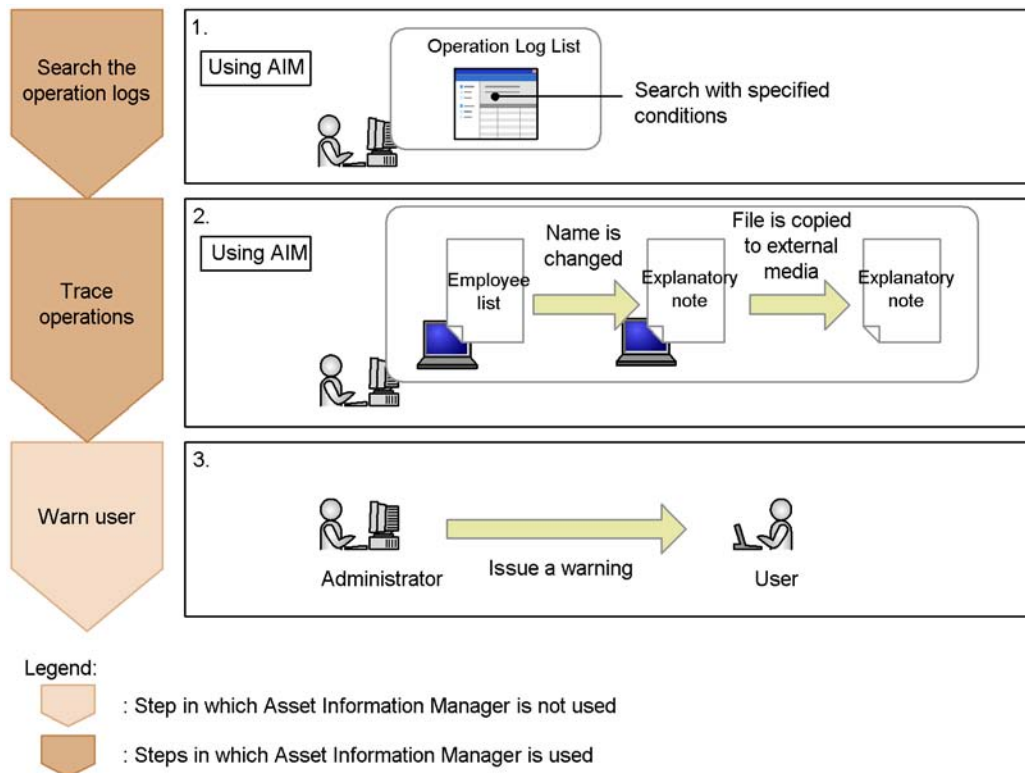 Search the
operation logs
1.
Using AIM
Operation Log List
Search with specified
conditions
Trace
operations
2.
Using AIM
Employee
list
Name is
changed
Explanatory
note
File is copied
to external
media
Explanatory
note
Warn user
3.
Administrator
Issue a warning
User
Legend:
: Step in which Asset Information Manager is not used
: Steps in which Asset Information Manager is used